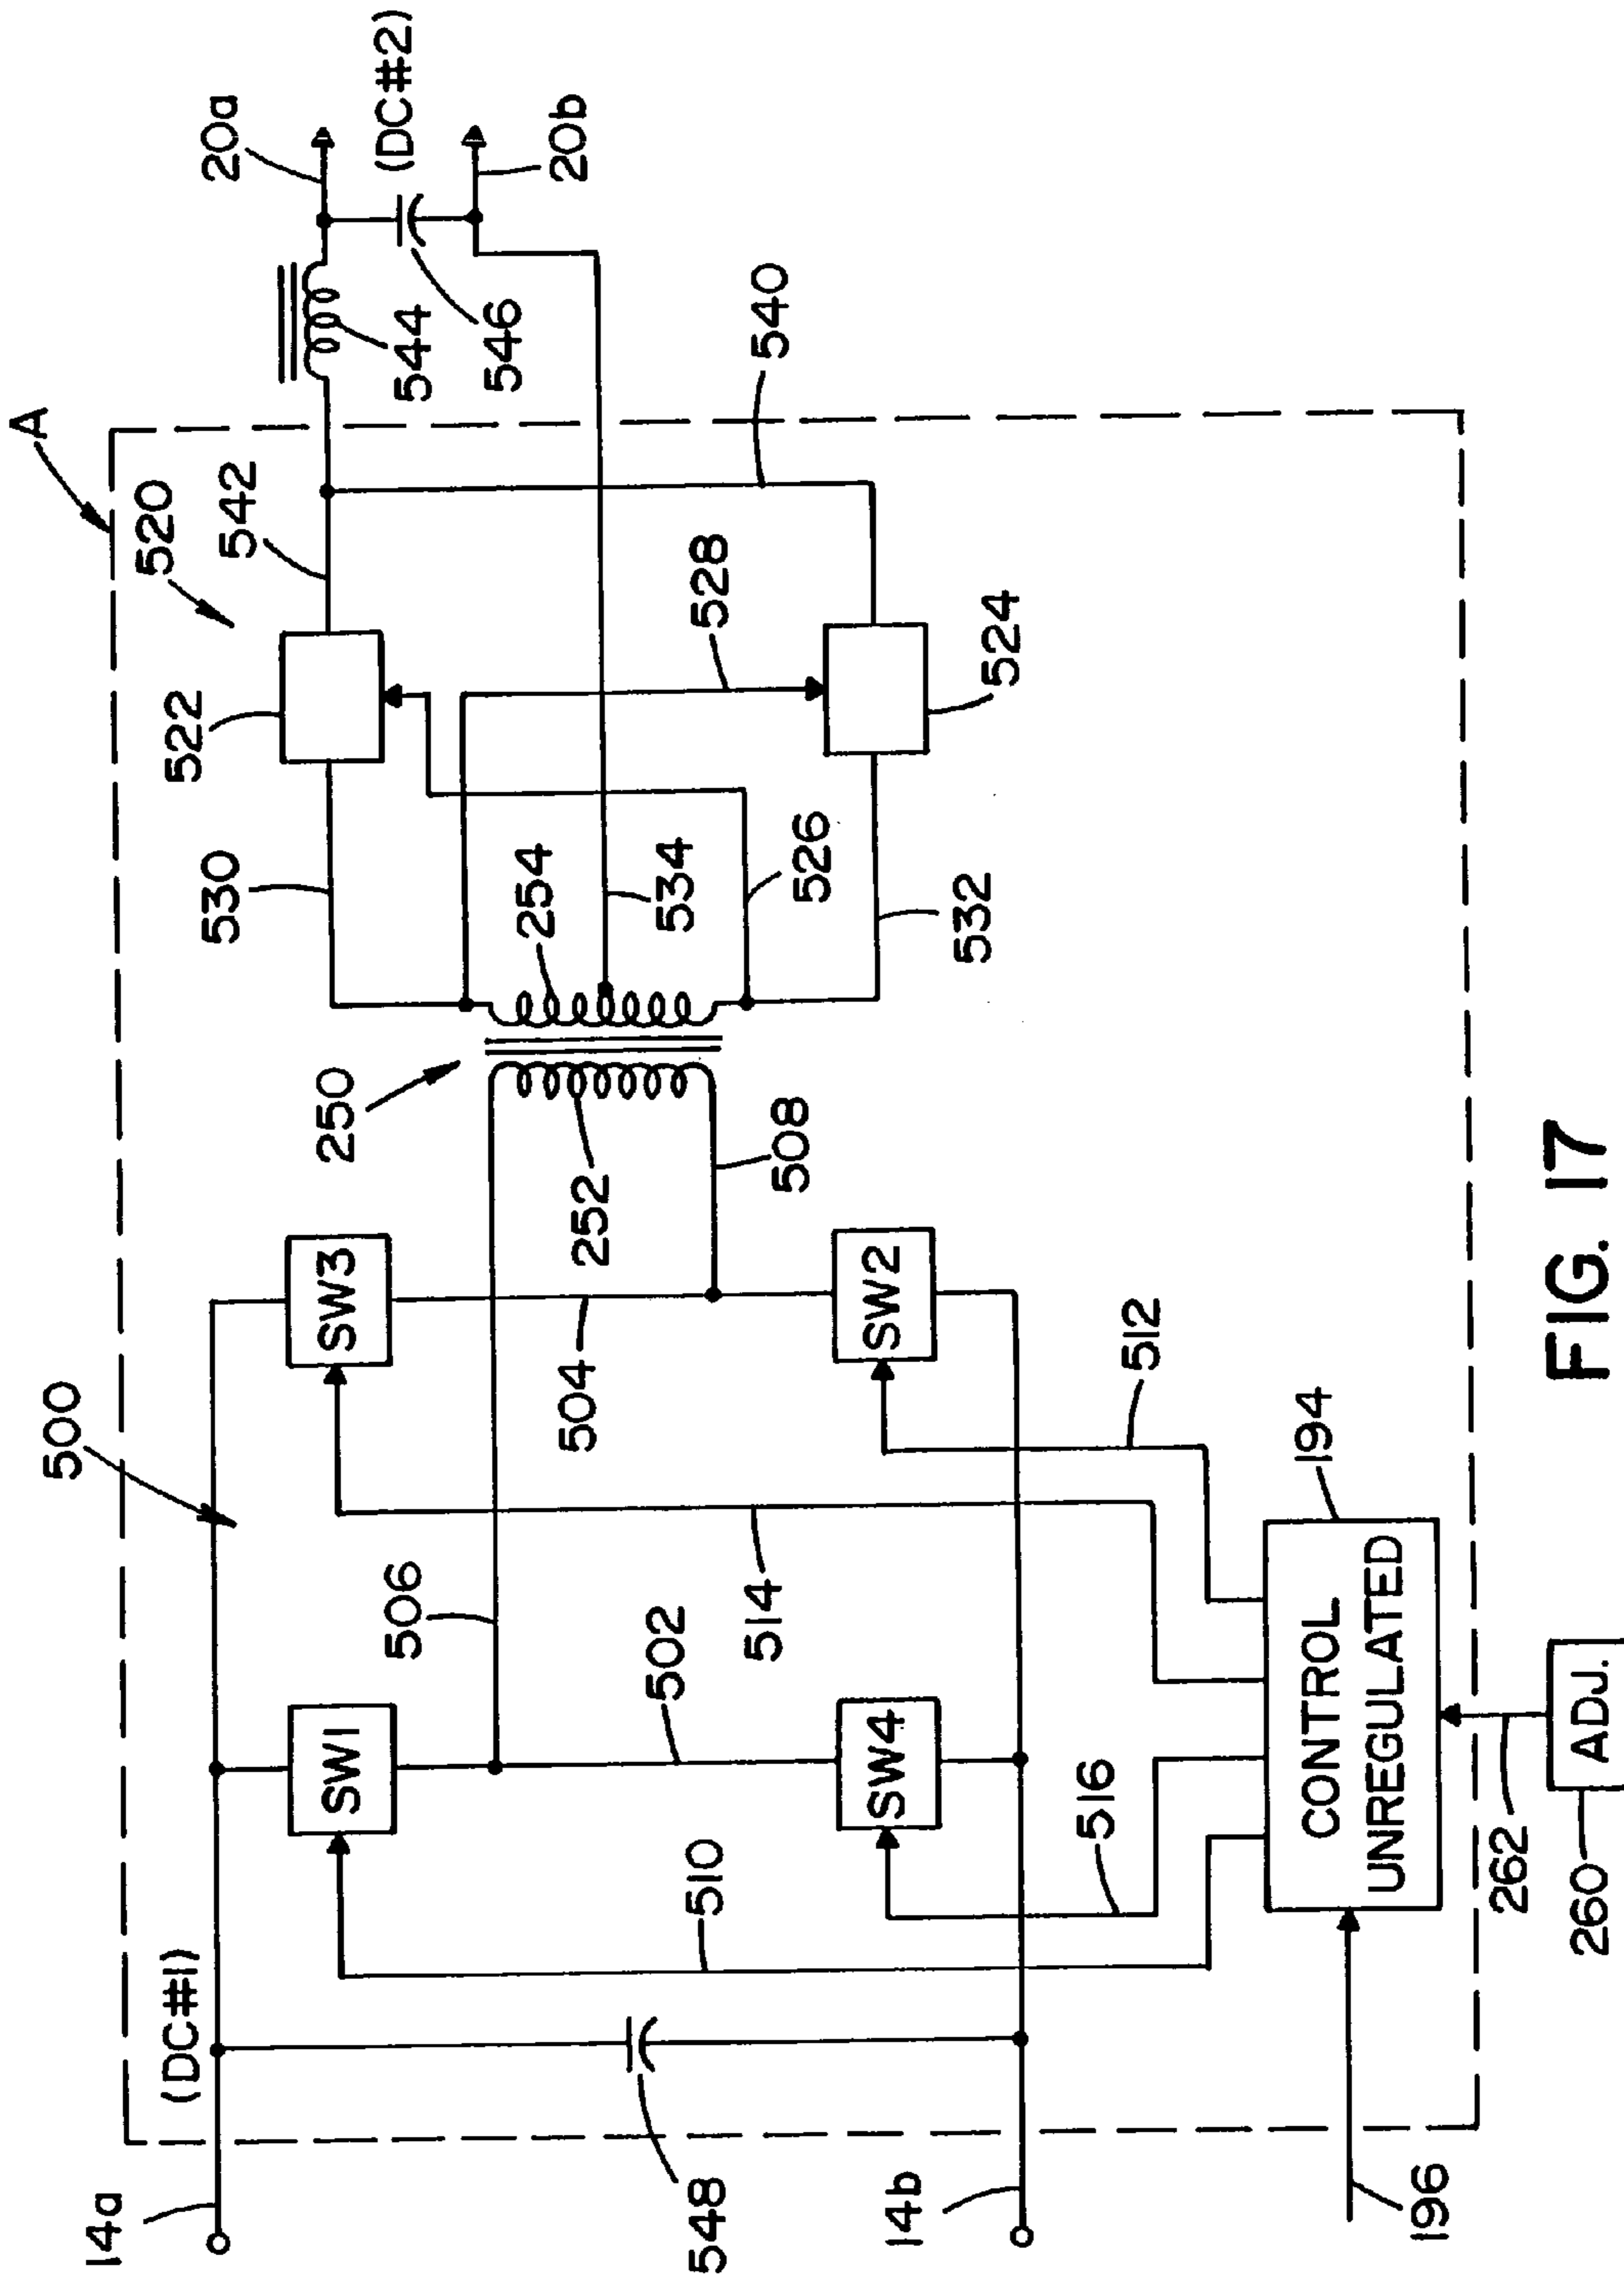 A
500
520
542
20a
(DC#2)
20b
(DC#1)
14a
SW1
SW3
522
530
250
544
546
540
506
252
254
528
534
526
504
502
508
532
524
548
510
516
514
512
SW4
SW2
14b
194
CONTROL
UNREGULATED
196
262
260
ADJ.
FIG. 17